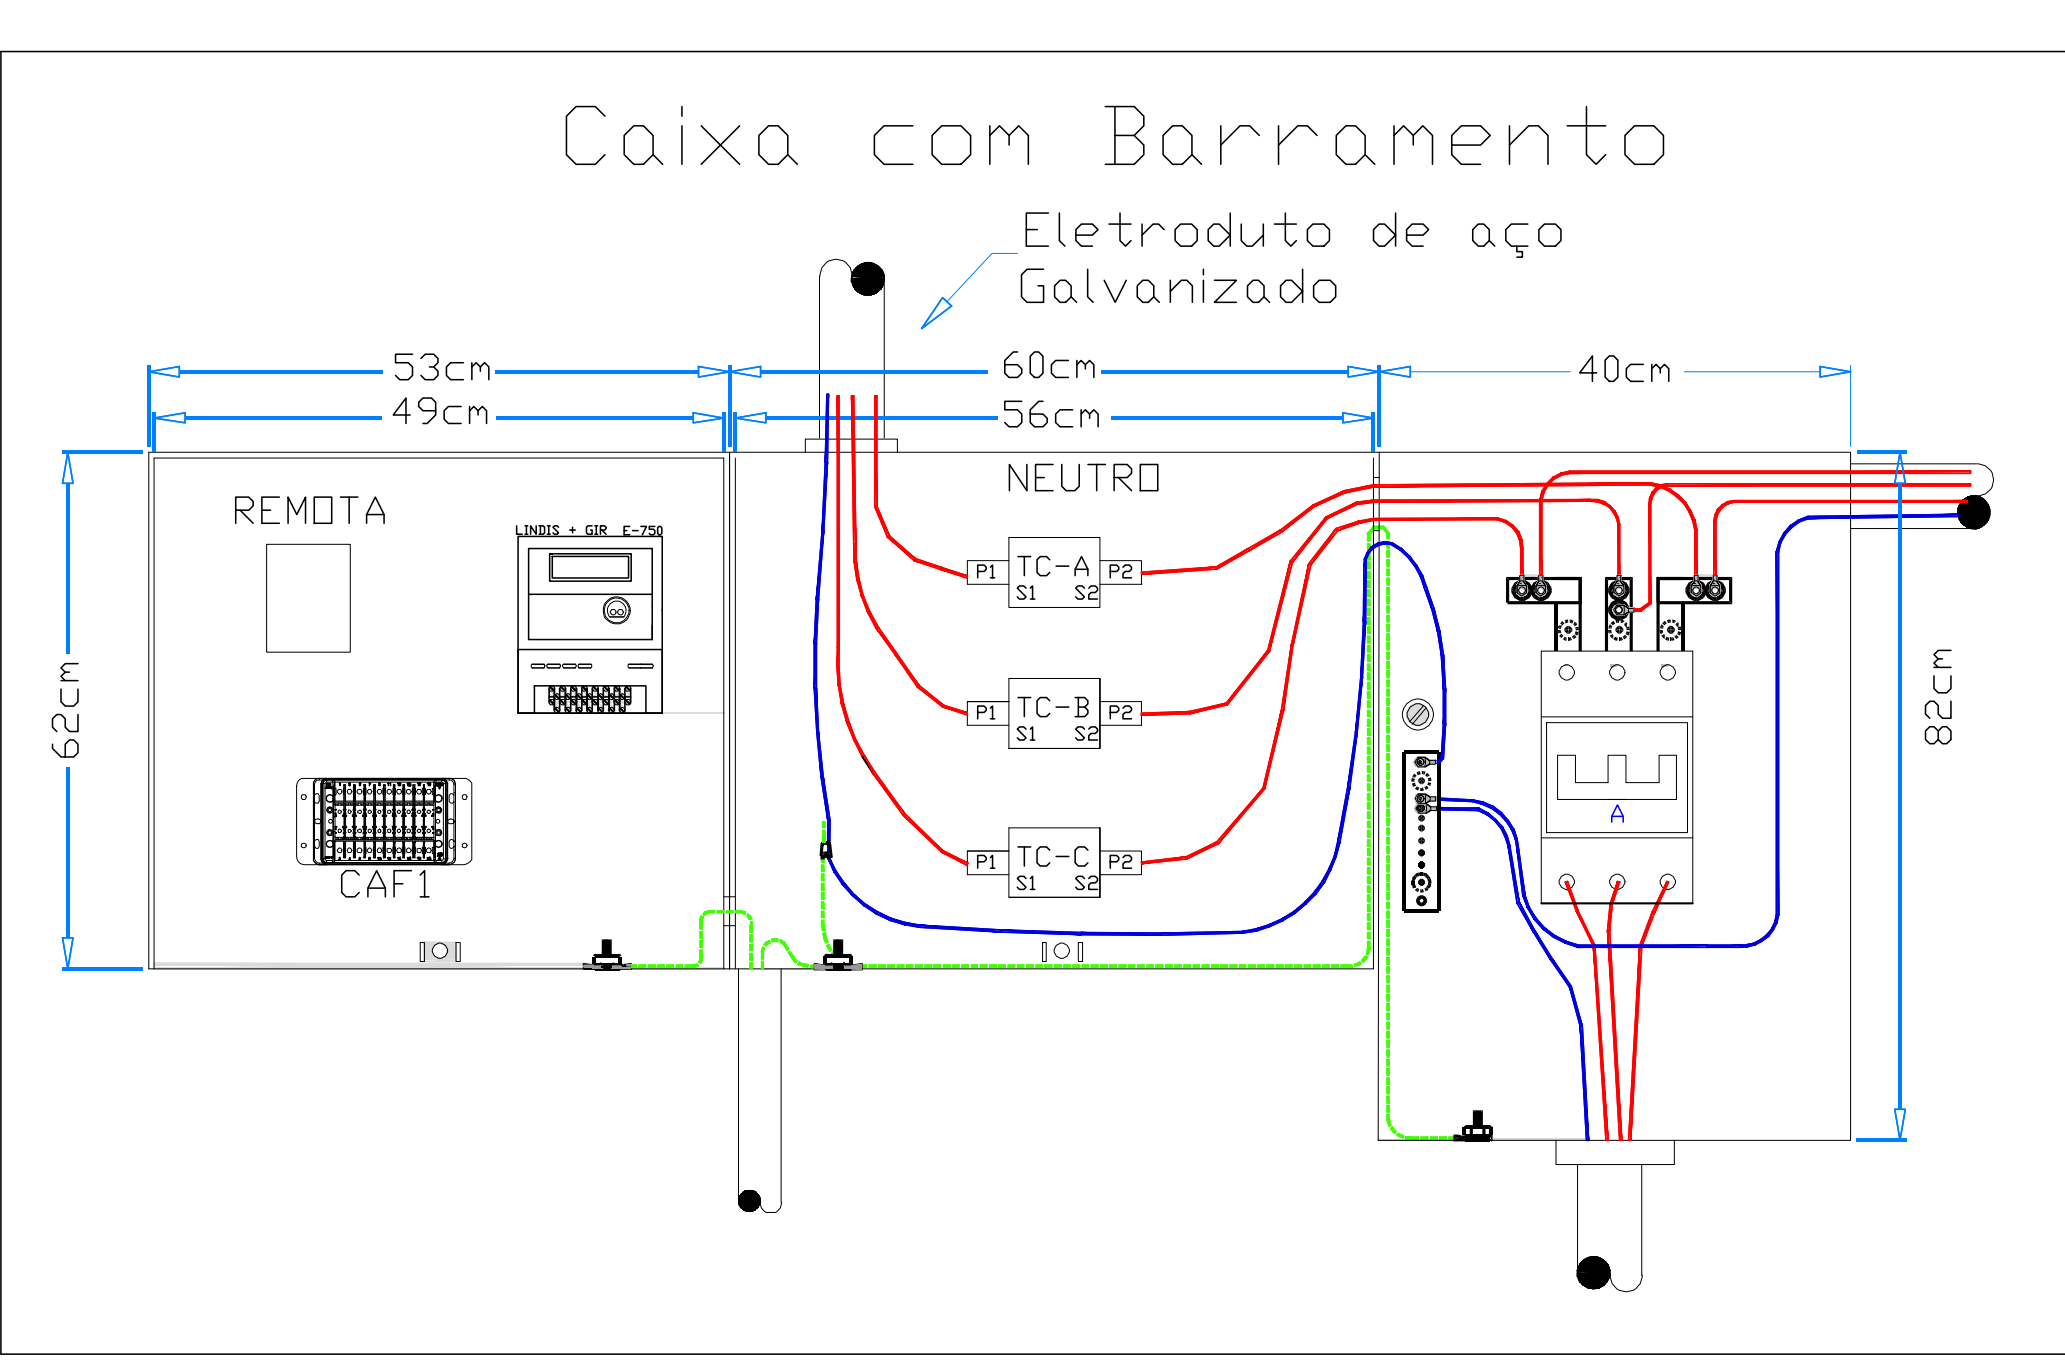 Caixa com Barramento
Eletroduto de aço
Galvanizado
53cm
60cm
40cm
49cm
56cm
NEUTRO
REMOTA
LINDIS + GIR E-750
P1
TC-A
P2
S1
S2
62cm
82cm
P1
TC-B
P2
S1
S2
A
P1
TC-C
P2
S1
S2
CAF1